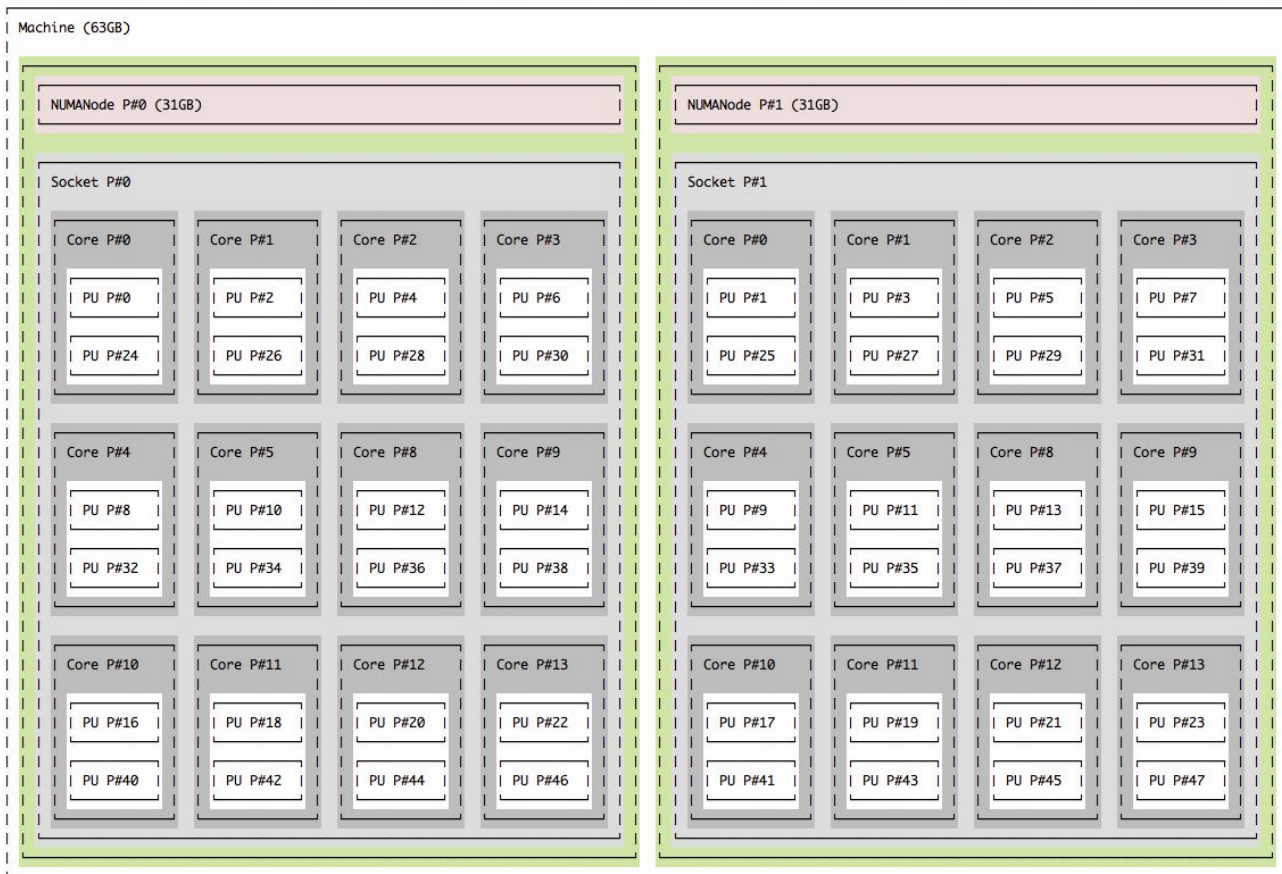 Machine (63GB)
NUMANode P#0 (31GB)
Socket P#0
Core P#0 Core P#1 Core P#2 Core P#3
PU P#0 PU P#2 PU P#4 PU P#6
PU P#24 PU P#26 PU P#28 PU P#30
Core P#4 Core P#5 Core P#8 Core P#9
PU P#8 PU P#10 PU P#12 PU P#14
PU P#32 PU P#34 PU P#36 PU P#38
Core P#10 Core P#11 Core P#12 Core P#13
PU P#16 PU P#18 PU P#20 PU P#22
PU P#40 PU P#42 PU P#44 PU P#46
NUMANode P#1 (31GB)
Socket P#1
Core P#0 Core P#1 Core P#2 Core P#3
PU P#1 PU P#3 PU P#5 PU P#7
PU P#25 PU P#27 PU P#29 PU P#31
Core P#4 Core P#5 Core P#8 Core P#9
PU P#9 PU P#11 PU P#13 PU P#15
PU P#33 PU P#35 PU P#37 PU P#39
Core P#10 Core P#11 Core P#12 Core P#13
PU P#17 PU P#19 PU P#21 PU P#23
PU P#41 PU P#43 PU P#45 PU P#47